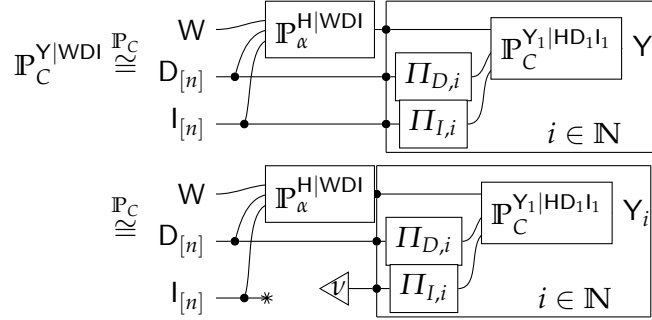 W ℙ_α^{H|WDI} ℙ_C^{Y_1|HD_1I_1} Y
ℙ_C^{Y|WDI} ≅^{ℙ_C} D_{[n]} Π_{D,i}
I_{[n]} Π_{I,i} i ∈ ℕ
W ℙ_α^{H|WDI} ℙ_C^{Y_1|HD_1I_1} Y_i
≅^{ℙ_C} D_{[n]} Π_{D,i}
I_{[n]} * ν Π_{I,i} i ∈ ℕ